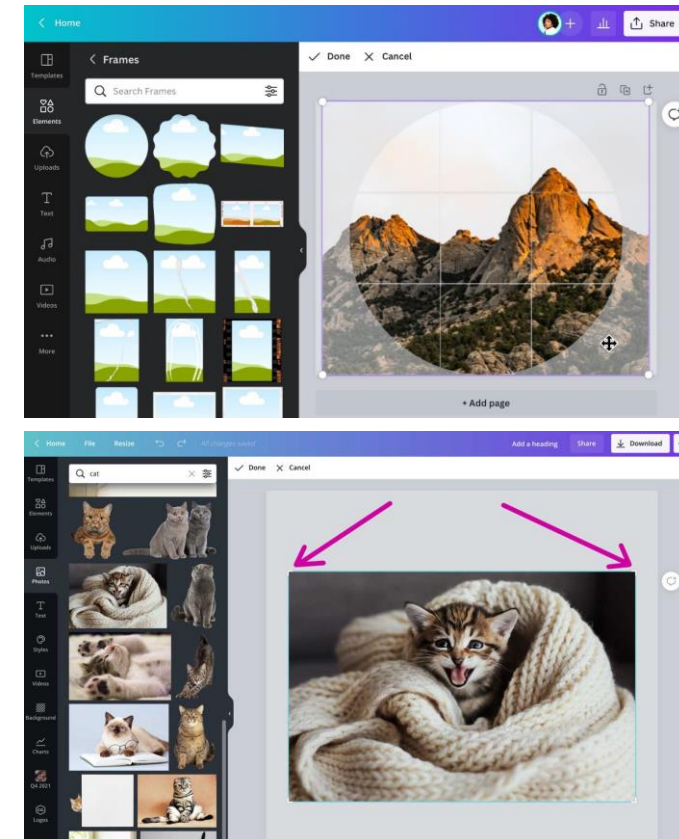 Home
Share
Templates
Frames
Done Cancel
Search Frames
Elements
Uploads
Text
Audio
Videos
More
+ Add page
Home File Resize All changes saved Add a heading Share Download
Templates
cat
Done Cancel
Elements
Uploads
Photos
Text
Styles
Videos
Background
Charts
Q4 2021
Logos